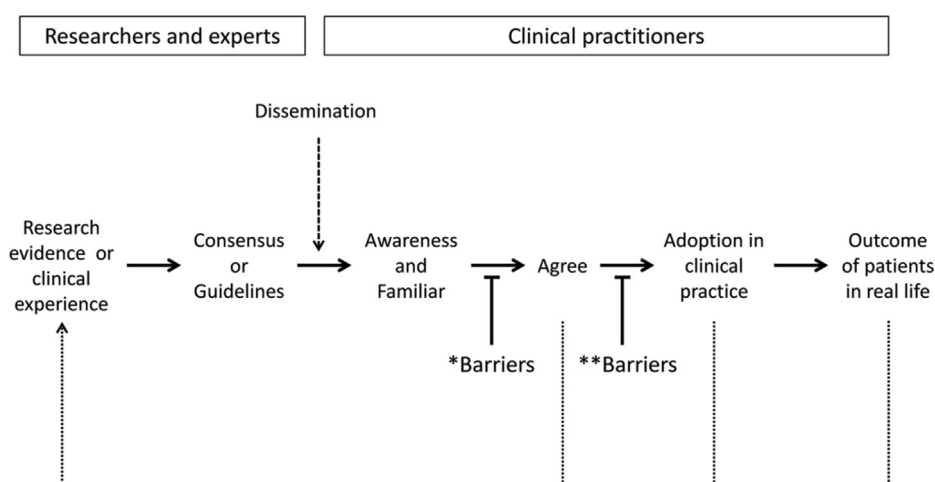 Researchers and experts
Clinical practitioners
Dissemination
Research
evidence or
clinical
experience
Consensus
or
Guidelines
Awareness
and
Familiar
Agree
Adoption in
clinical
practice
Outcome
of patients
in real life
*Barriers
**Barriers